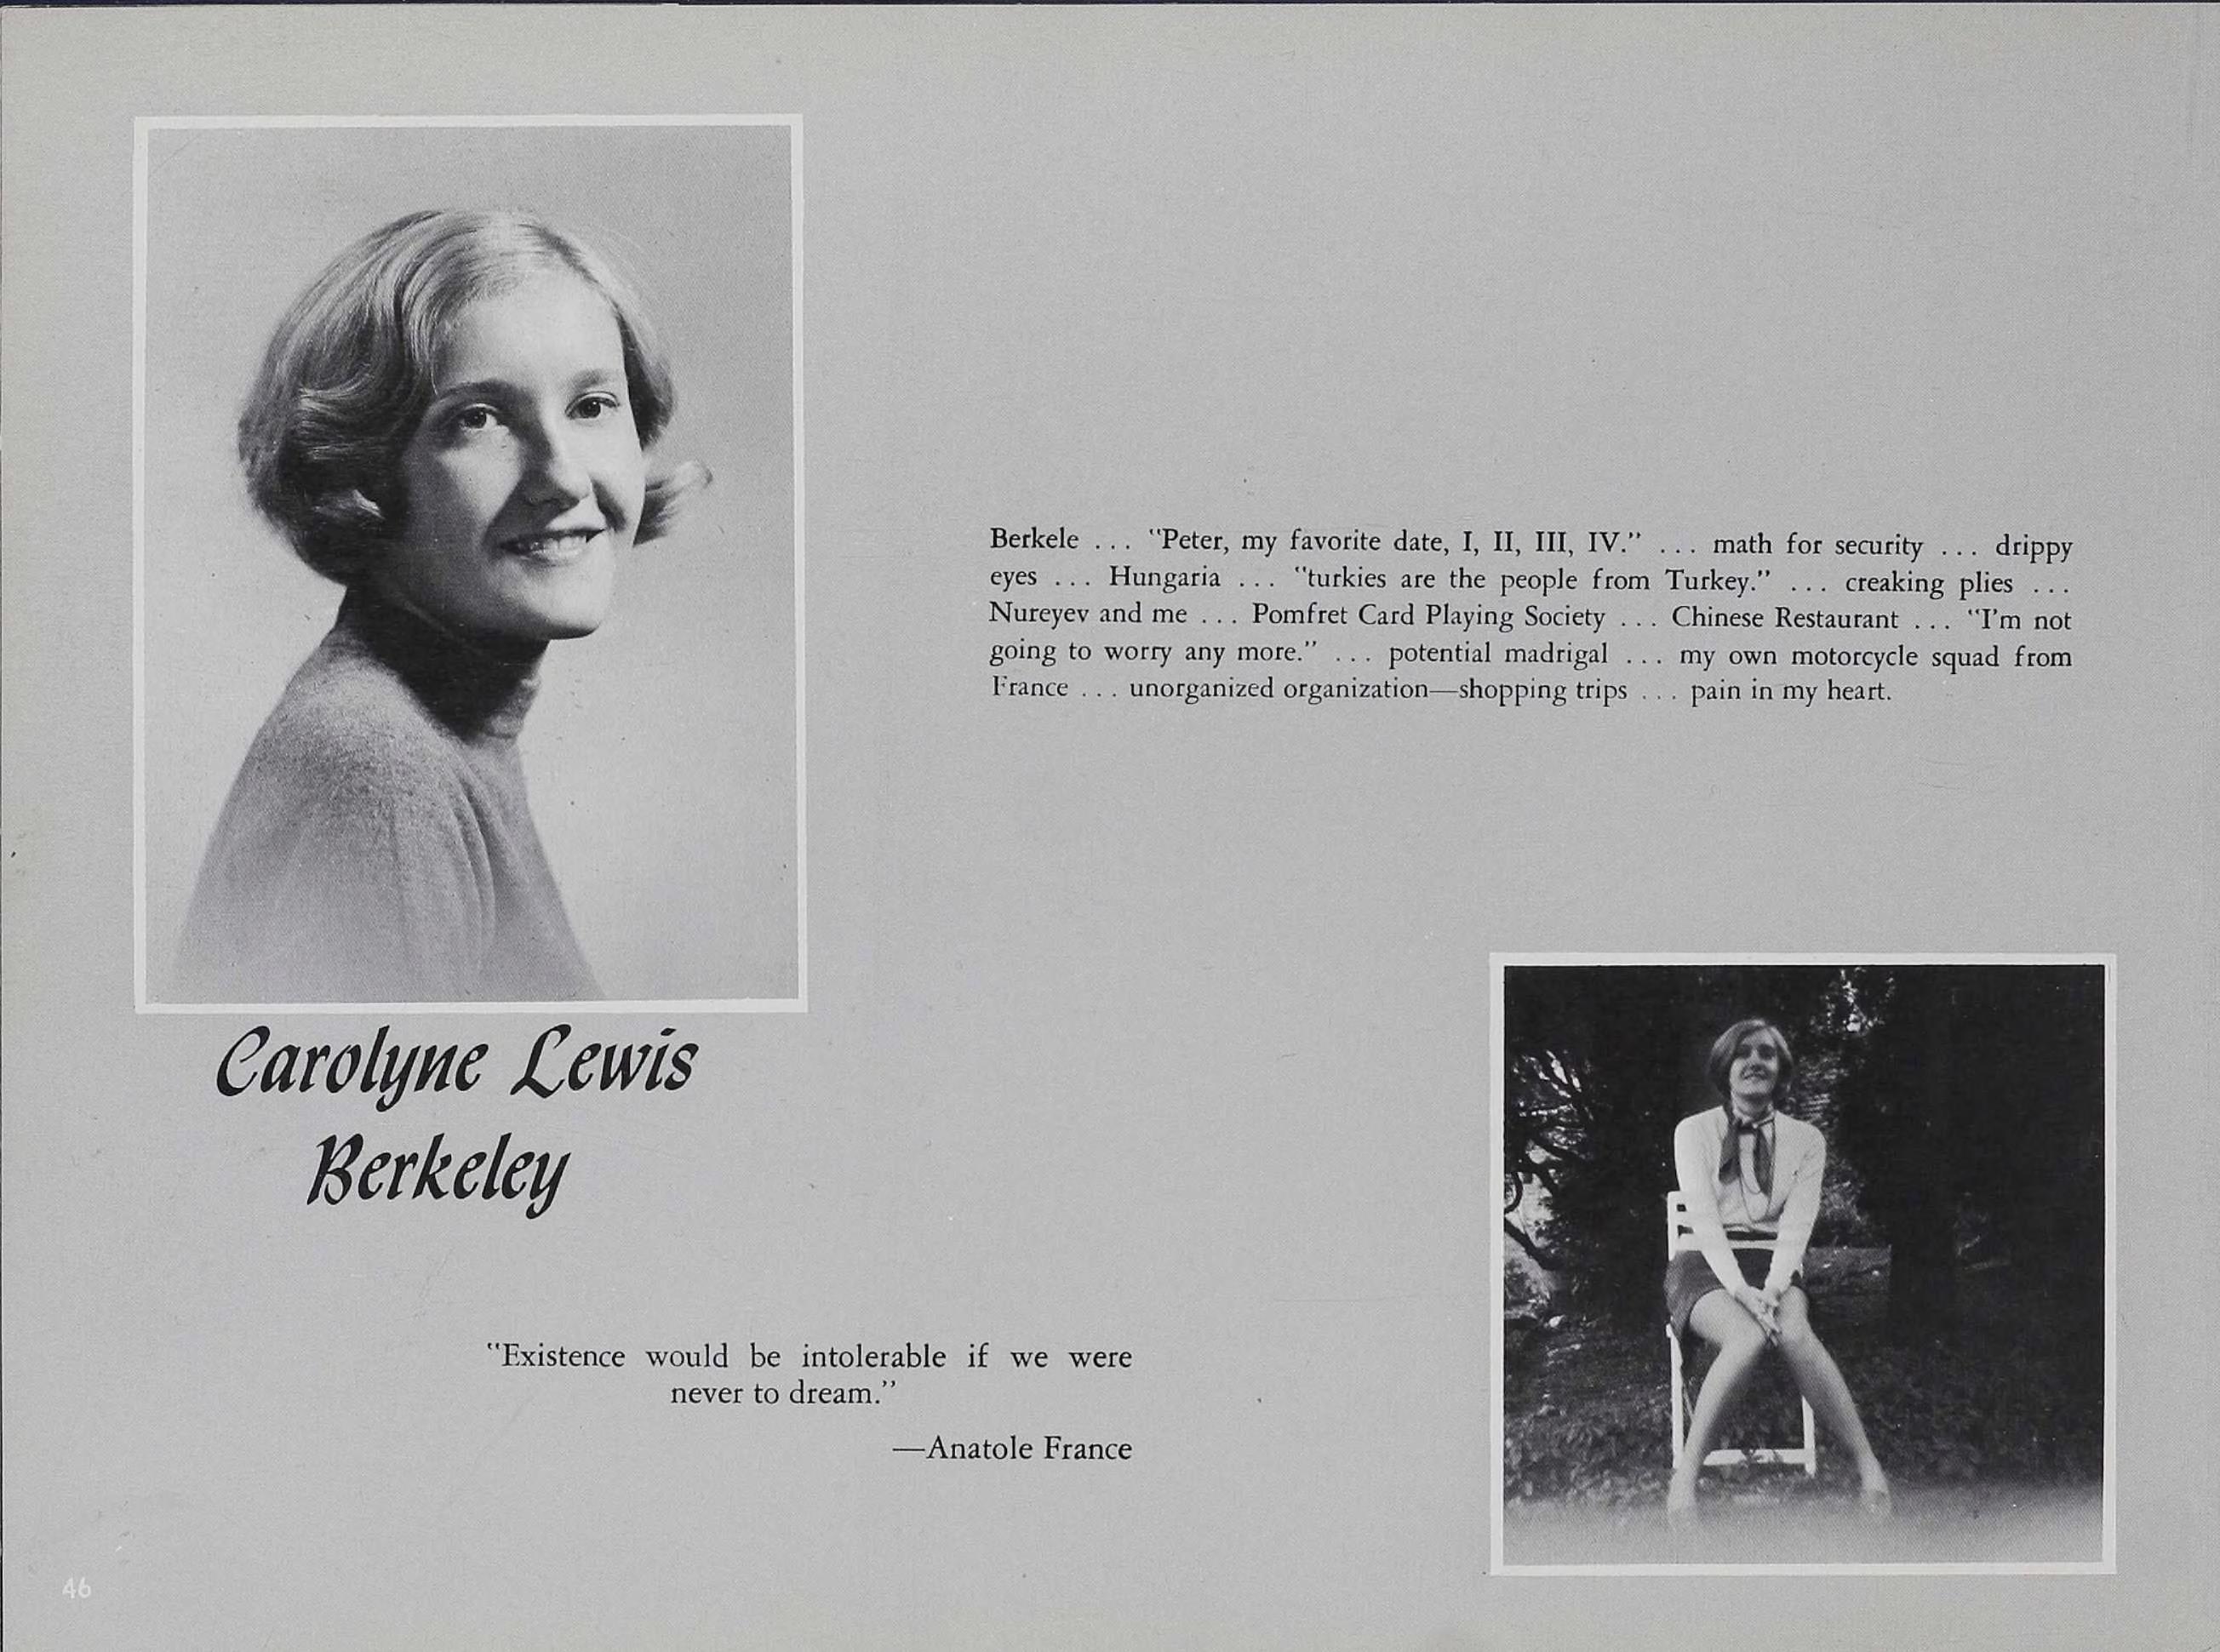 Berkele . . . "Peter, my favorite date, I, II, III, IV." . . . math for security . . . drippy
eyes . . . Hungaria . . . "turkies are the people from Turkey." . . . creaking plies . . .
Nureyev and me . . . Pomfret Card Playing Society . . . Chinese Restaurant . . . "I'm not
going to worry any more." . . . potential madrigal . . . my own motorcycle squad from
France . . . unorganized organization—shopping trips . . . pain in my heart.
Carolyne Lewis
Berkeley
"Existence would be intolerable if we were
never to dream."
—Anatole France
46